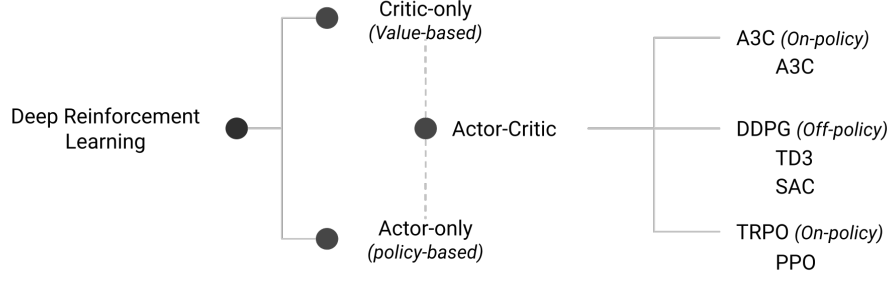 Deep Reinforcement
Learning
Critic-only
(Value-based)
Actor-Critic
Actor-only
(policy-based)
A3C (On-policy)
A3C
DDPG (Off-policy)
TD3
SAC
TRPO (On-policy)
PPO